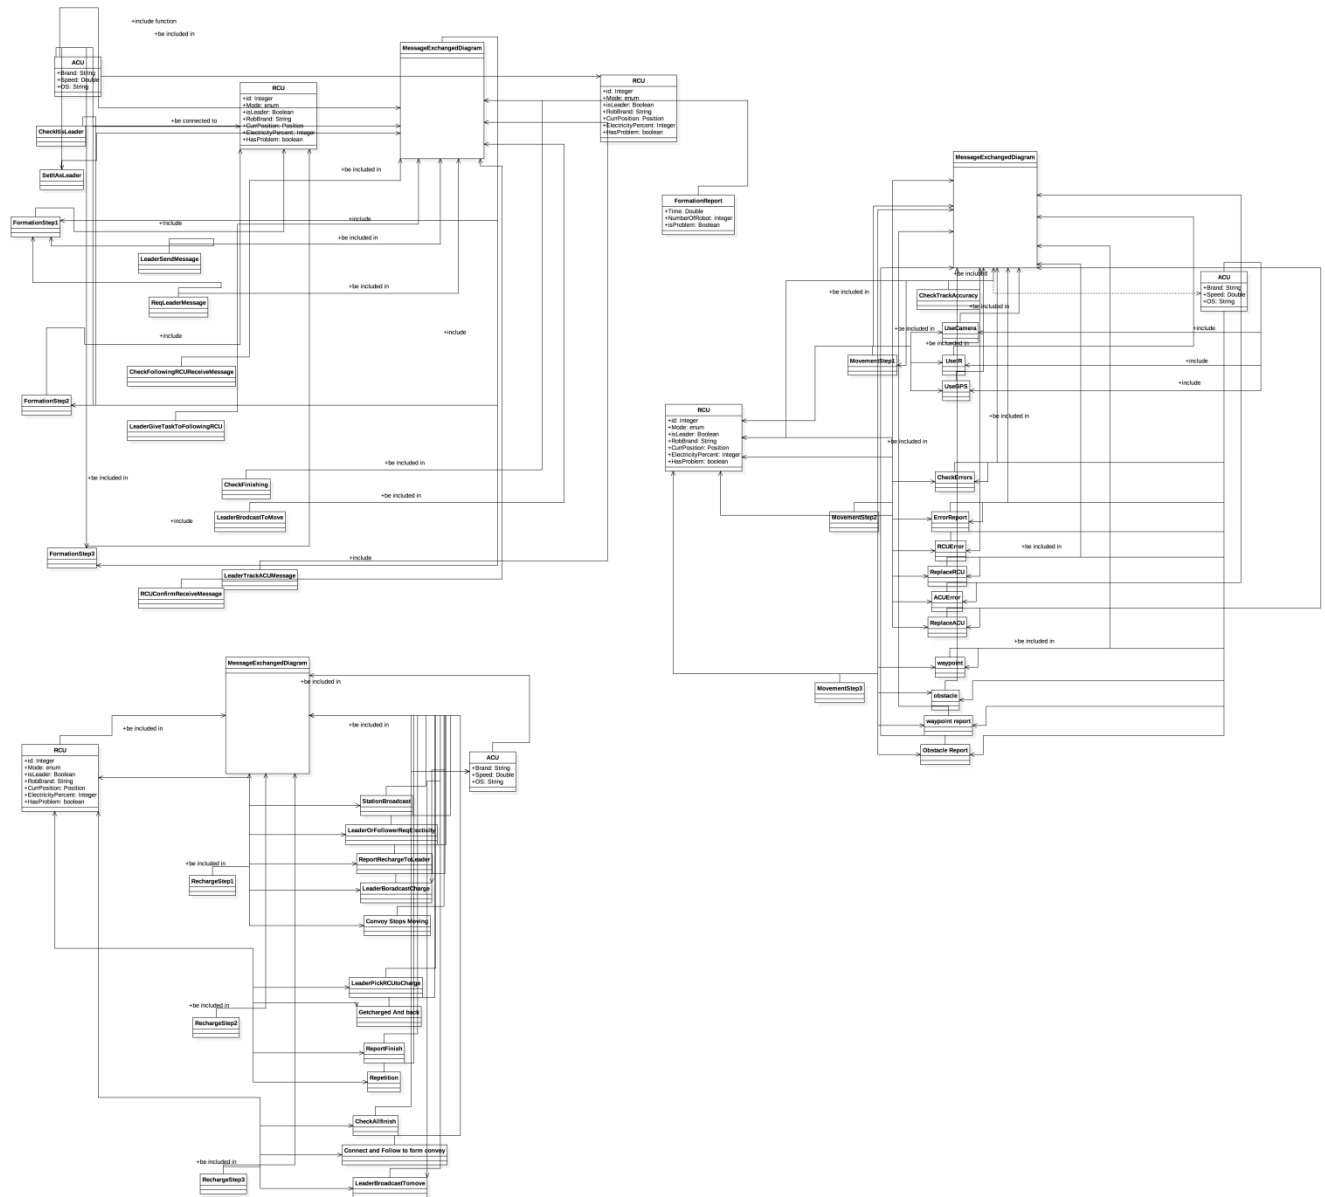 +include function
+be included in
MessageExchangedDiagram
ACU
+Brand: String
+Speed: Double
+OS: String
RCU
+id: Integer
+Mode: enum
+isLeader: Boolean
+RobBrand: String
+CurrPosition: Position
+ElectricityPercent: Integer
+HasProblem: boolean
RCU
+id: Integer
+Mode: enum
+isLeader: Boolean
+RobBrand: String
+CurrPosition: Position
+ElectricityPercent: Integer
+HasProblem: boolean
+be connected to
CheckItIsLeader
SetItAsLeader
+be included in
FormationReport
+Time: Double
+NumberOfRobot: Integer
+isProblem: Boolean
FormationStep1
+include
+include
+be included in
LeaderSendMessage
+be included in
ReqLeaderMessage
+include
+include
CheckFollowingRCUReceiveMessage
FormationStep2
LeaderGiveTaskToFollowingRCU
+be included in
+be included in
CheckFinishing
+be included in
LeaderBrodcastToMove
+include
FormationStep3
+include
LeaderTrackACUMessage
RCUConfirmReceiveMessage
MessageExchangedDiagram
+be included
ACU
+Brand: String
+Speed: Double
+OS: String
+be included in
CheckTrackAccuracy
+be included in
UseCamera
+be included in
+include
+be included in
MovementStep1
UseIR
+include
UseGPS
+include
RCU
+id: Integer
+Mode: enum
+isLeader: Boolean
+RobBrand: String
+CurrPosition: Position
+ElectricityPercent: Integer
+HasProblem: boolean
+be included in
+be included in
CheckErrors
MovementStep2
ErrorReport
RCUError
+be included in
ReplaceRCU
ACUError
ReplaceACU
+be included in
waypoint
MovementStep3
obstacle
waypoint report
Obstacle Report
MessageExchangedDiagram
+be included in
+be included in
+be included in
RCU
+id: Integer
+Mode: enum
+isLeader: Boolean
+RobBrand: String
+CurrPosition: Position
+ElectricityPercent: Integer
+HasProblem: boolean
ACU
+Brand: String
+Speed: Double
+OS: String
StationBroadcast
LeaderOrFollowerReqElecticity
ReportRechargeToLeader
+be included in
RechargeStep1
LeaderBoradcastCharge
Convoy Stops Moving
LeaderPickRCUtoCharge
+be included in
Getcharged And back
RechargeStep2
ReportFinish
Repetition
CheckAllfinish
Connect and Follow to form convoy
+be included in
RechargeStep3
LeaderBroadcastTomove